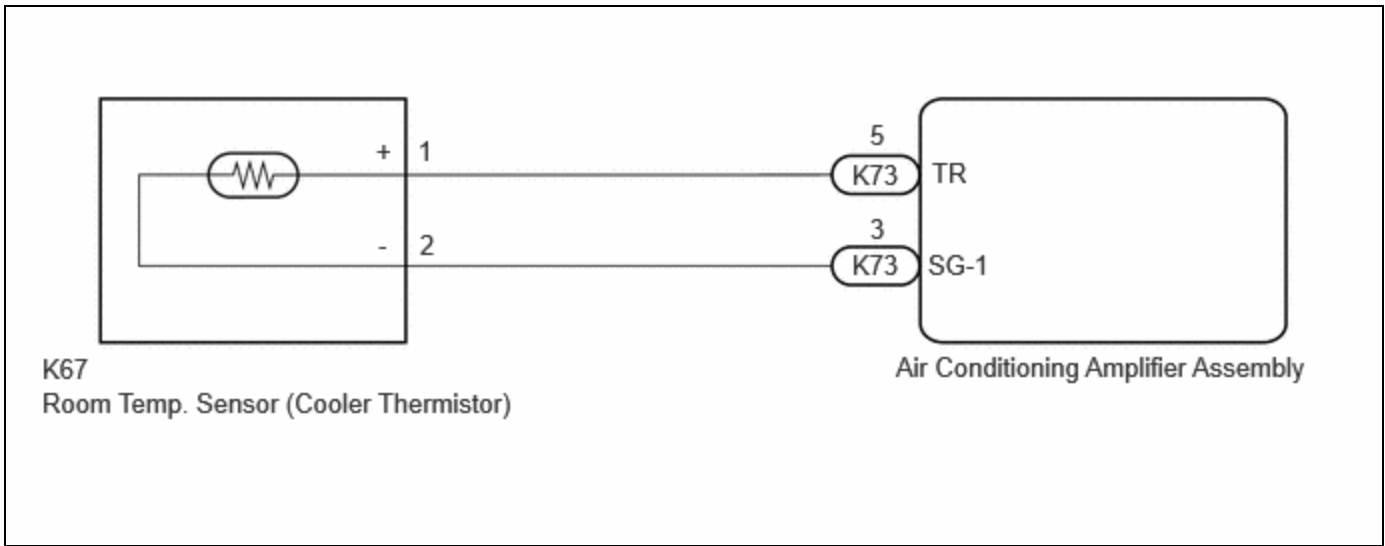 + 1
5
K73 TR
- 2
3
K73 SG-1
K67
Room Temp. Sensor (Cooler Thermistor)
Air Conditioning Amplifier Assembly